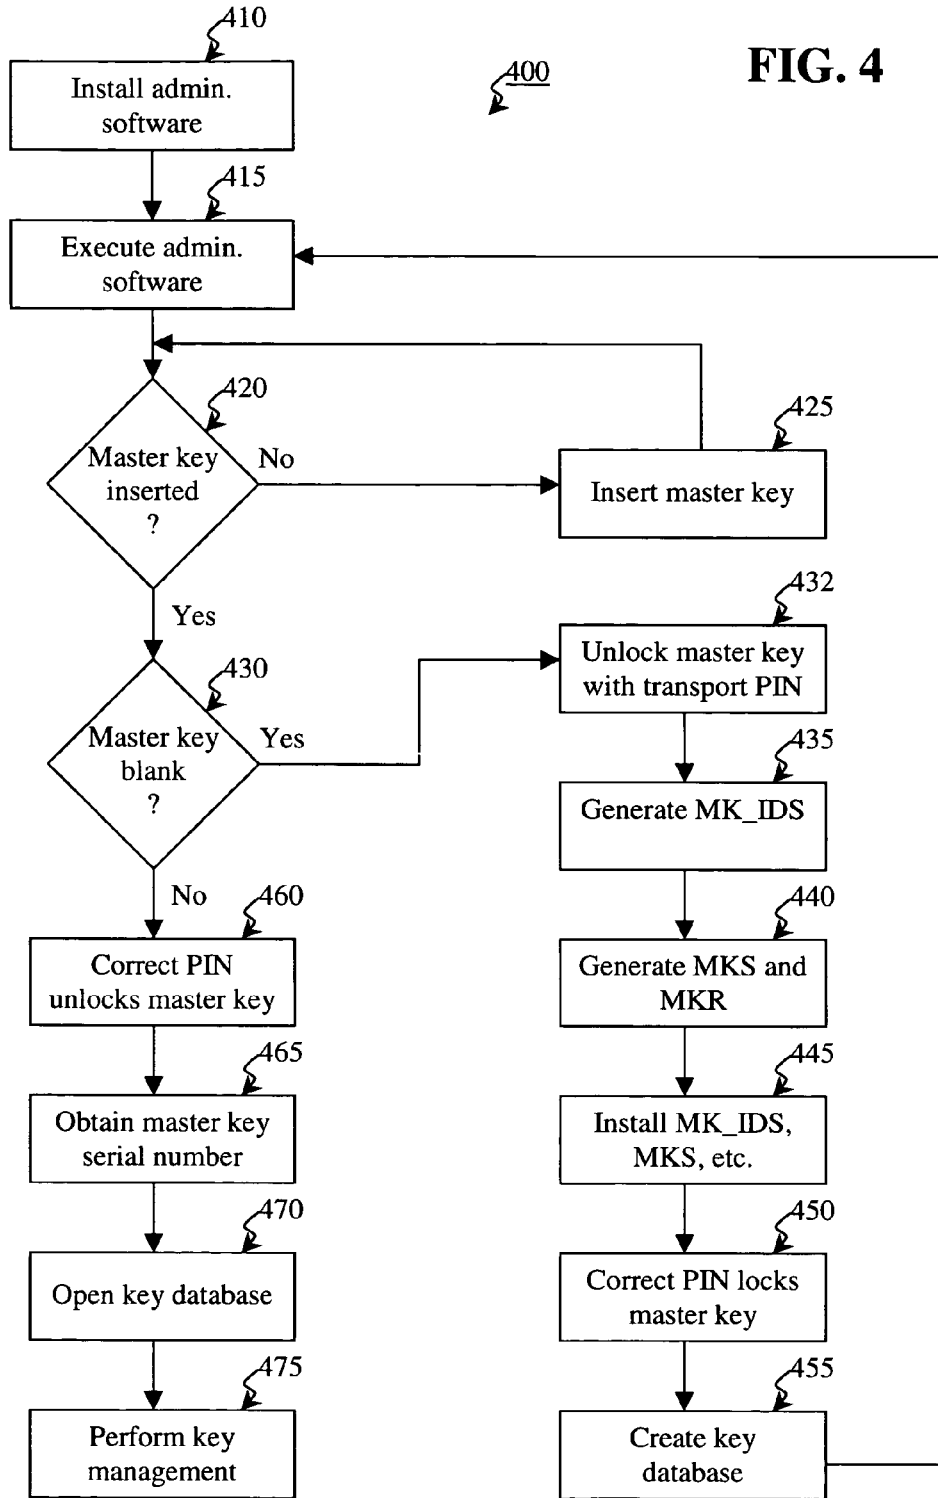 410
FIG. 4
400
Install admin.
software
415
Execute admin.
software
420
Master key
inserted
?
No
425
Insert master key
Yes
432
Unlock master key
with transport PIN
430
Master key
blank
?
Yes
435
Generate MK_IDS
No
460
Correct PIN
unlocks master key
440
Generate MKS and
MKR
465
Obtain master key
serial number
445
Install MK_IDS,
MKS, etc.
470
Open key database
450
Correct PIN locks
master key
475
Perform key
management
455
Create key
database